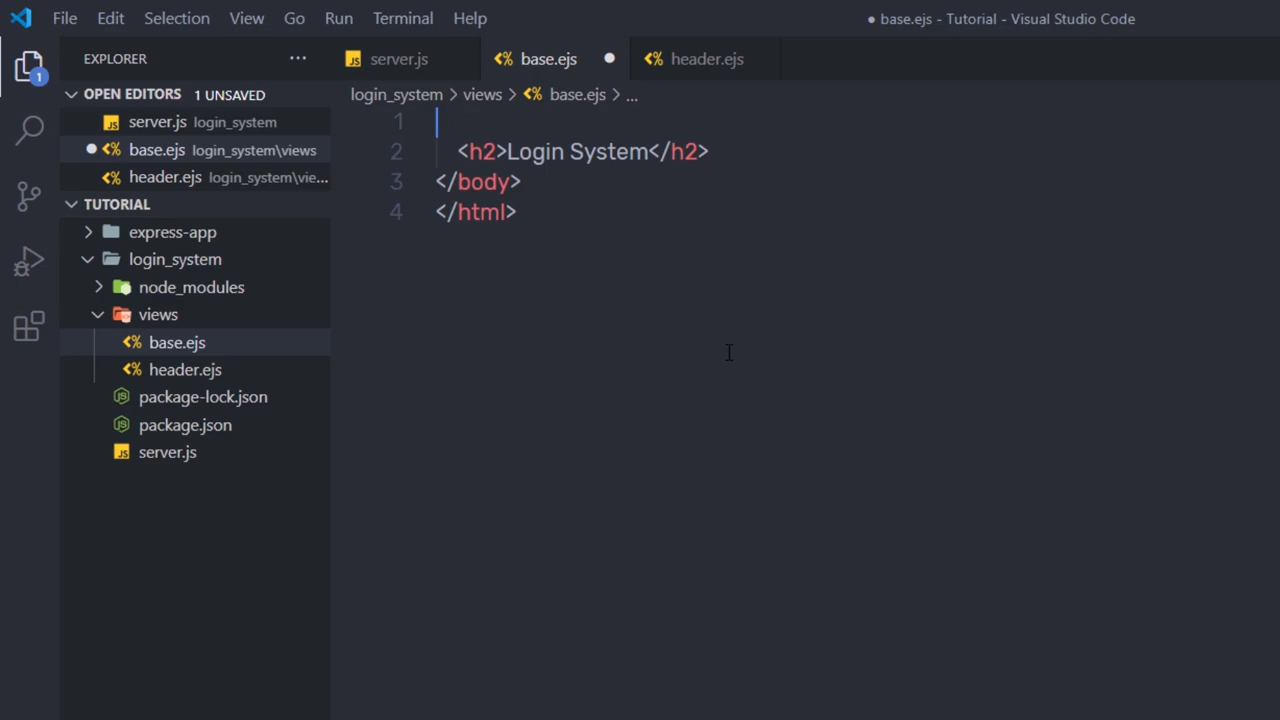 File Edit Selection View Go Run Terminal Help
● base.ejs - Tutorial - Visual Studio Code
EXPLORER ···
server.js
base.ejs
header.ejs
OPEN EDITORS 1 UNSAVED
server.js login_system
base.ejs login_system\views
header.ejs login_system\vie...
TUTORIAL
express-app
login_system
node_modules
views
base.ejs
header.ejs
package-lock.json
package.json
server.js
1
login_system > views > base.ejs > ...
1
2 <h2>Login System</h2>
3 </body>
4 </html>